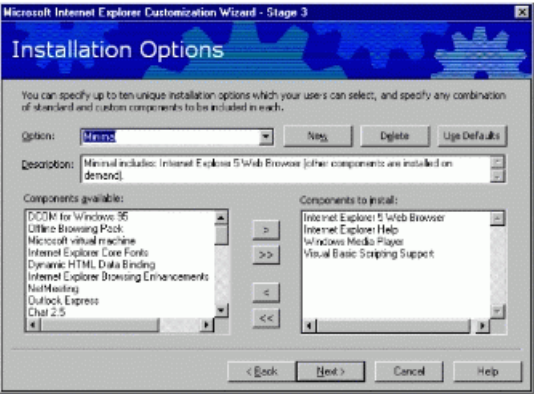 Microsoft Internet Explorer Customization Wizard - Stage 3
Installation Options
You can specify up to ten unique installation options which your users can select, and specify any combination
of standard and custom components to be included in each.
Option: Minimal New Delete Use Defaults
Description: Minimal includes: Internet Explorer 5 Web Browser (other components are installed on
demand).
Components available:
DCOM for Windows 95
Offline Browsing Pack
Microsoft virtual machine
Internet Explorer Core Fonts
Dynamic HTML Data Binding
Internet Explorer Browsing Enhancements
NetMeeting
Outlook Express
Chat 2.5
>
>>
<
<<
Components to install:
Internet Explorer 5 Web Browser
Internet Explorer Help
Windows Media Player
Visual Basic Scripting Support
< Back Next > Cancel Help